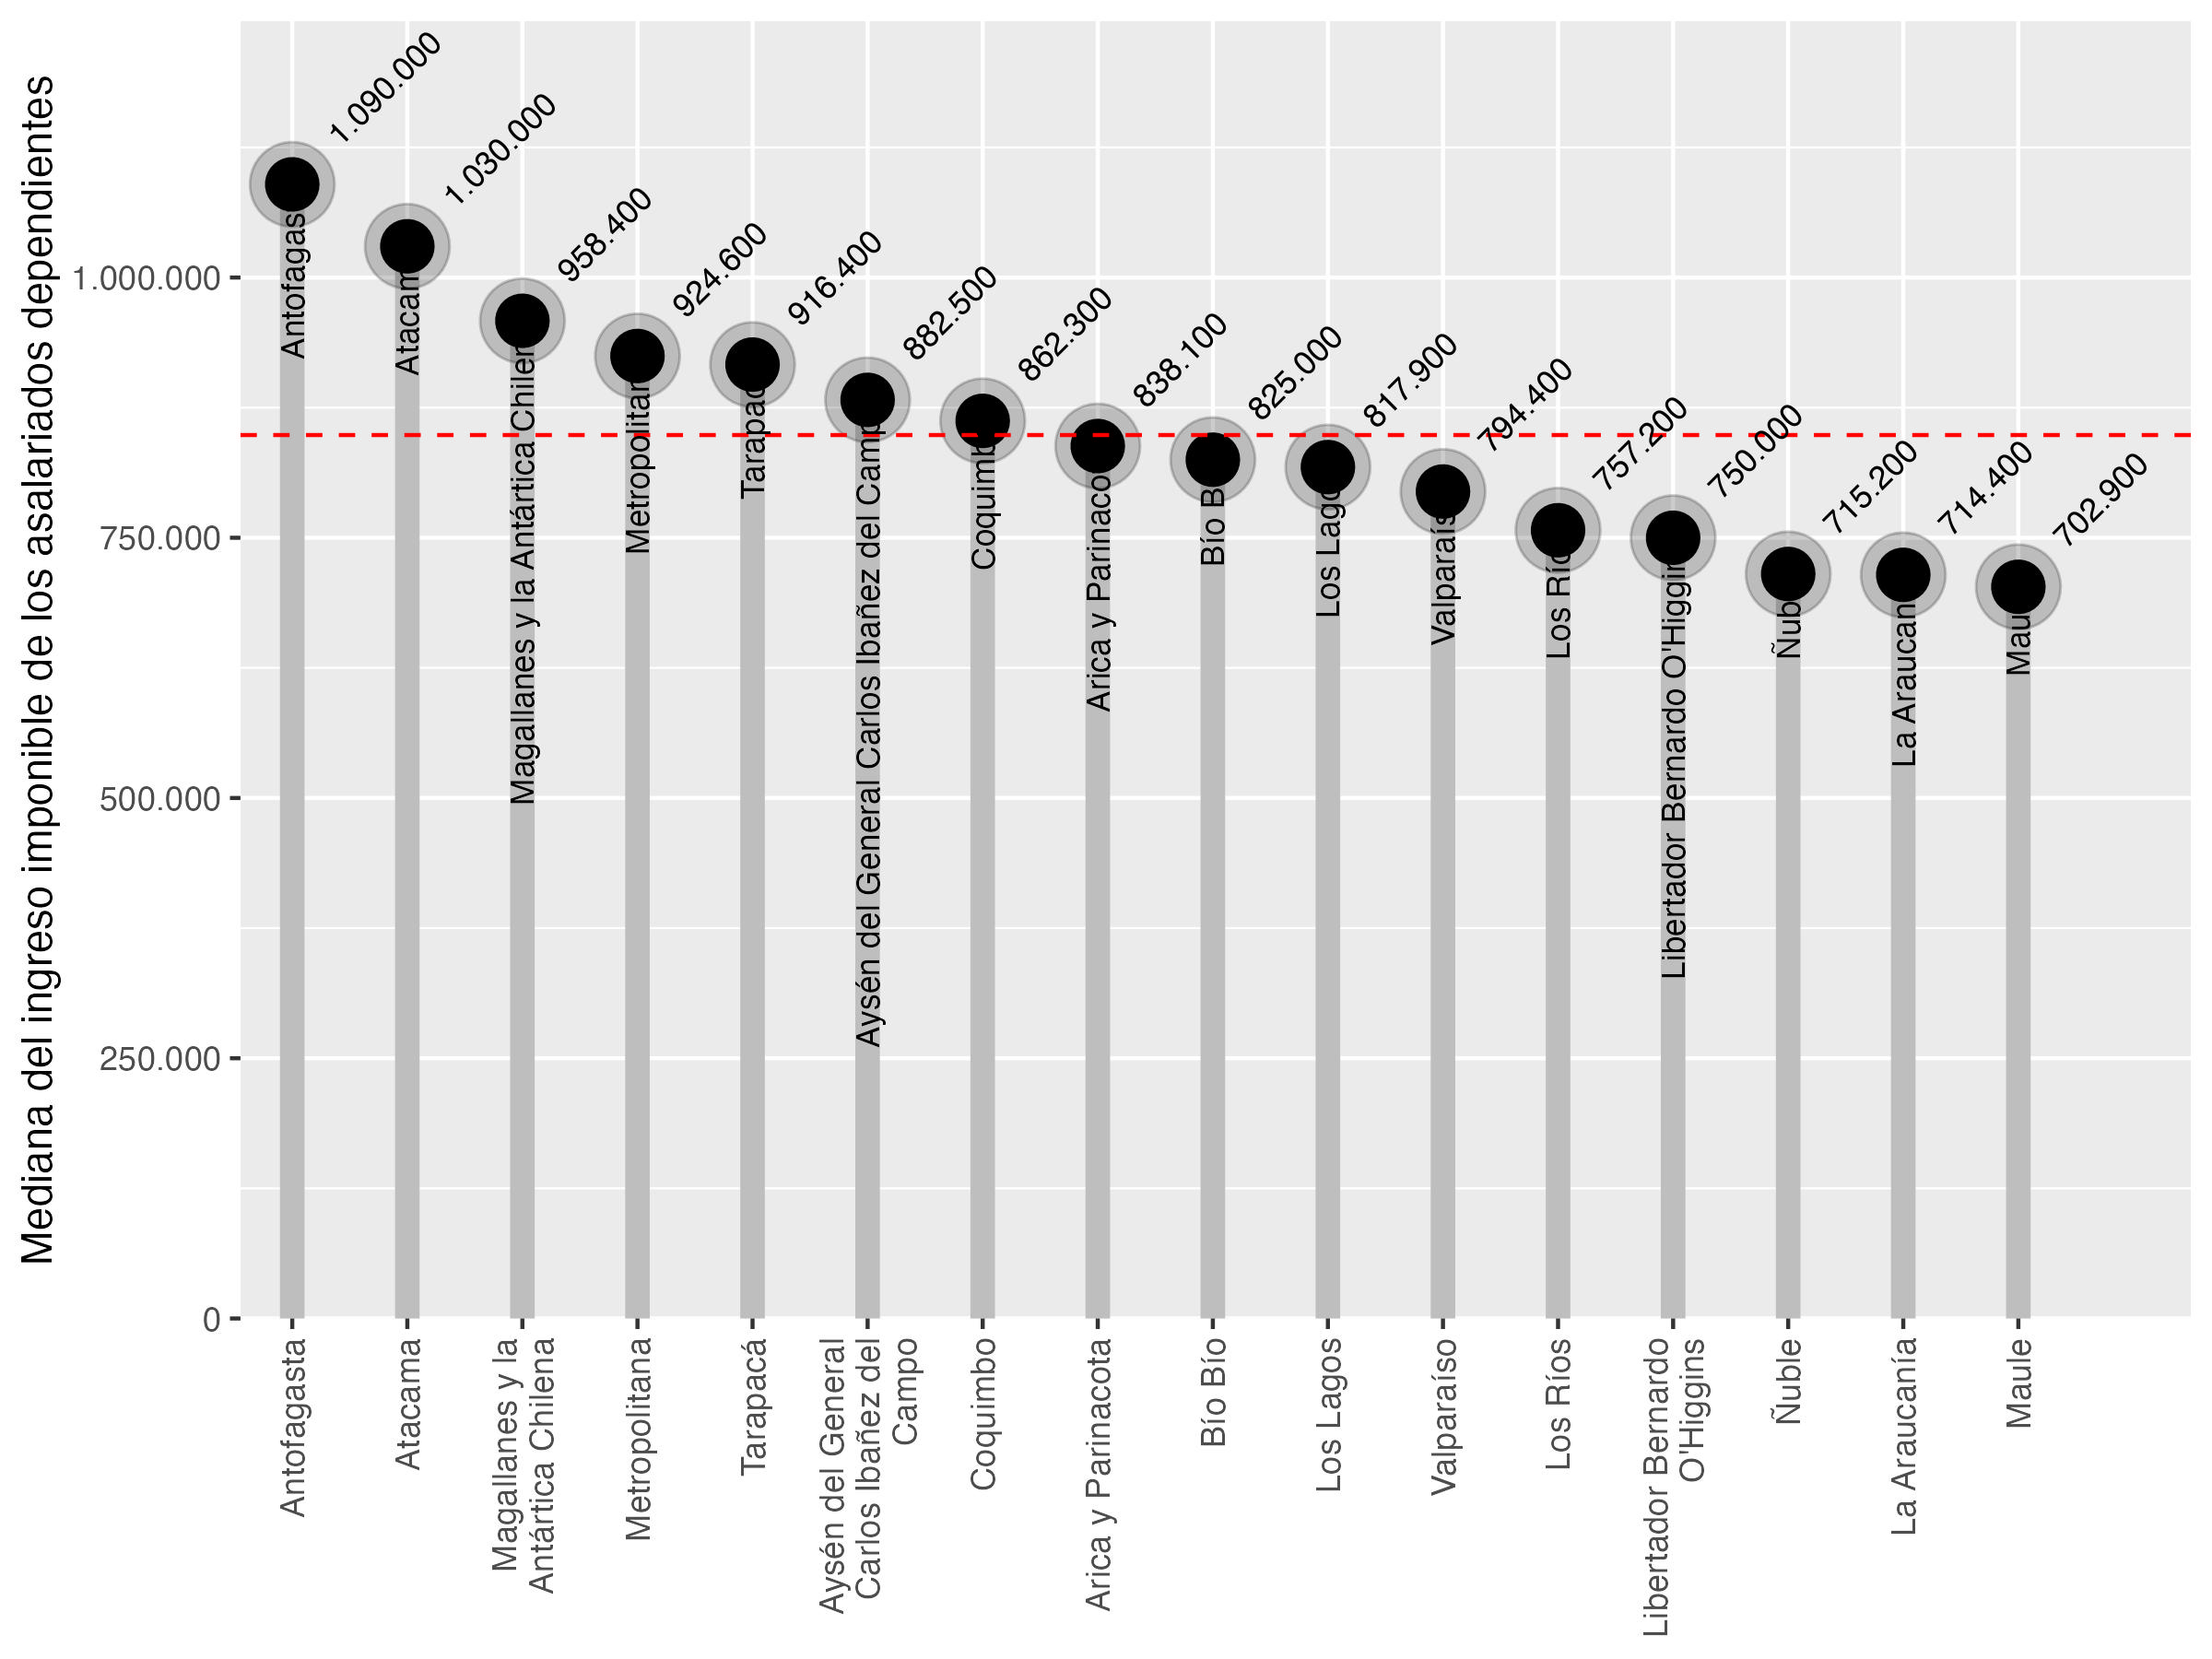 Mediana del ingreso imponible de los asalariados dependientes
1.000.000
750.000
500.000
250.000
0
1.090.000
1.030.000
958.400
924.600
916.400
882.500
862.300
838.100
825.000
817.900
794.400
757.200
750.000
715.200
714.400
702.900
Antofagas
Atacam
Magallanes y la Antártica Chilen
Metropolitan
Tarapac
Aysén del General Carlos Ibañez del Camp
Coquimb
Arica y Parinaco
Bío B
Los Lago
Valparaís
Los Río
Libertador Bernardo O'Higgin
Ñub
La Araucan
Mau
Antofagasta
Atacama
Magallanes y la
Antártica Chilena
Metropolitana
Tarapacá
Aysén del General
Carlos Ibañez del
Campo
Coquimbo
Arica y Parinacota
Bío Bío
Los Lagos
Valparaíso
Los Ríos
Libertador Bernardo
O'Higgins
Ñuble
La Araucanía
Maule